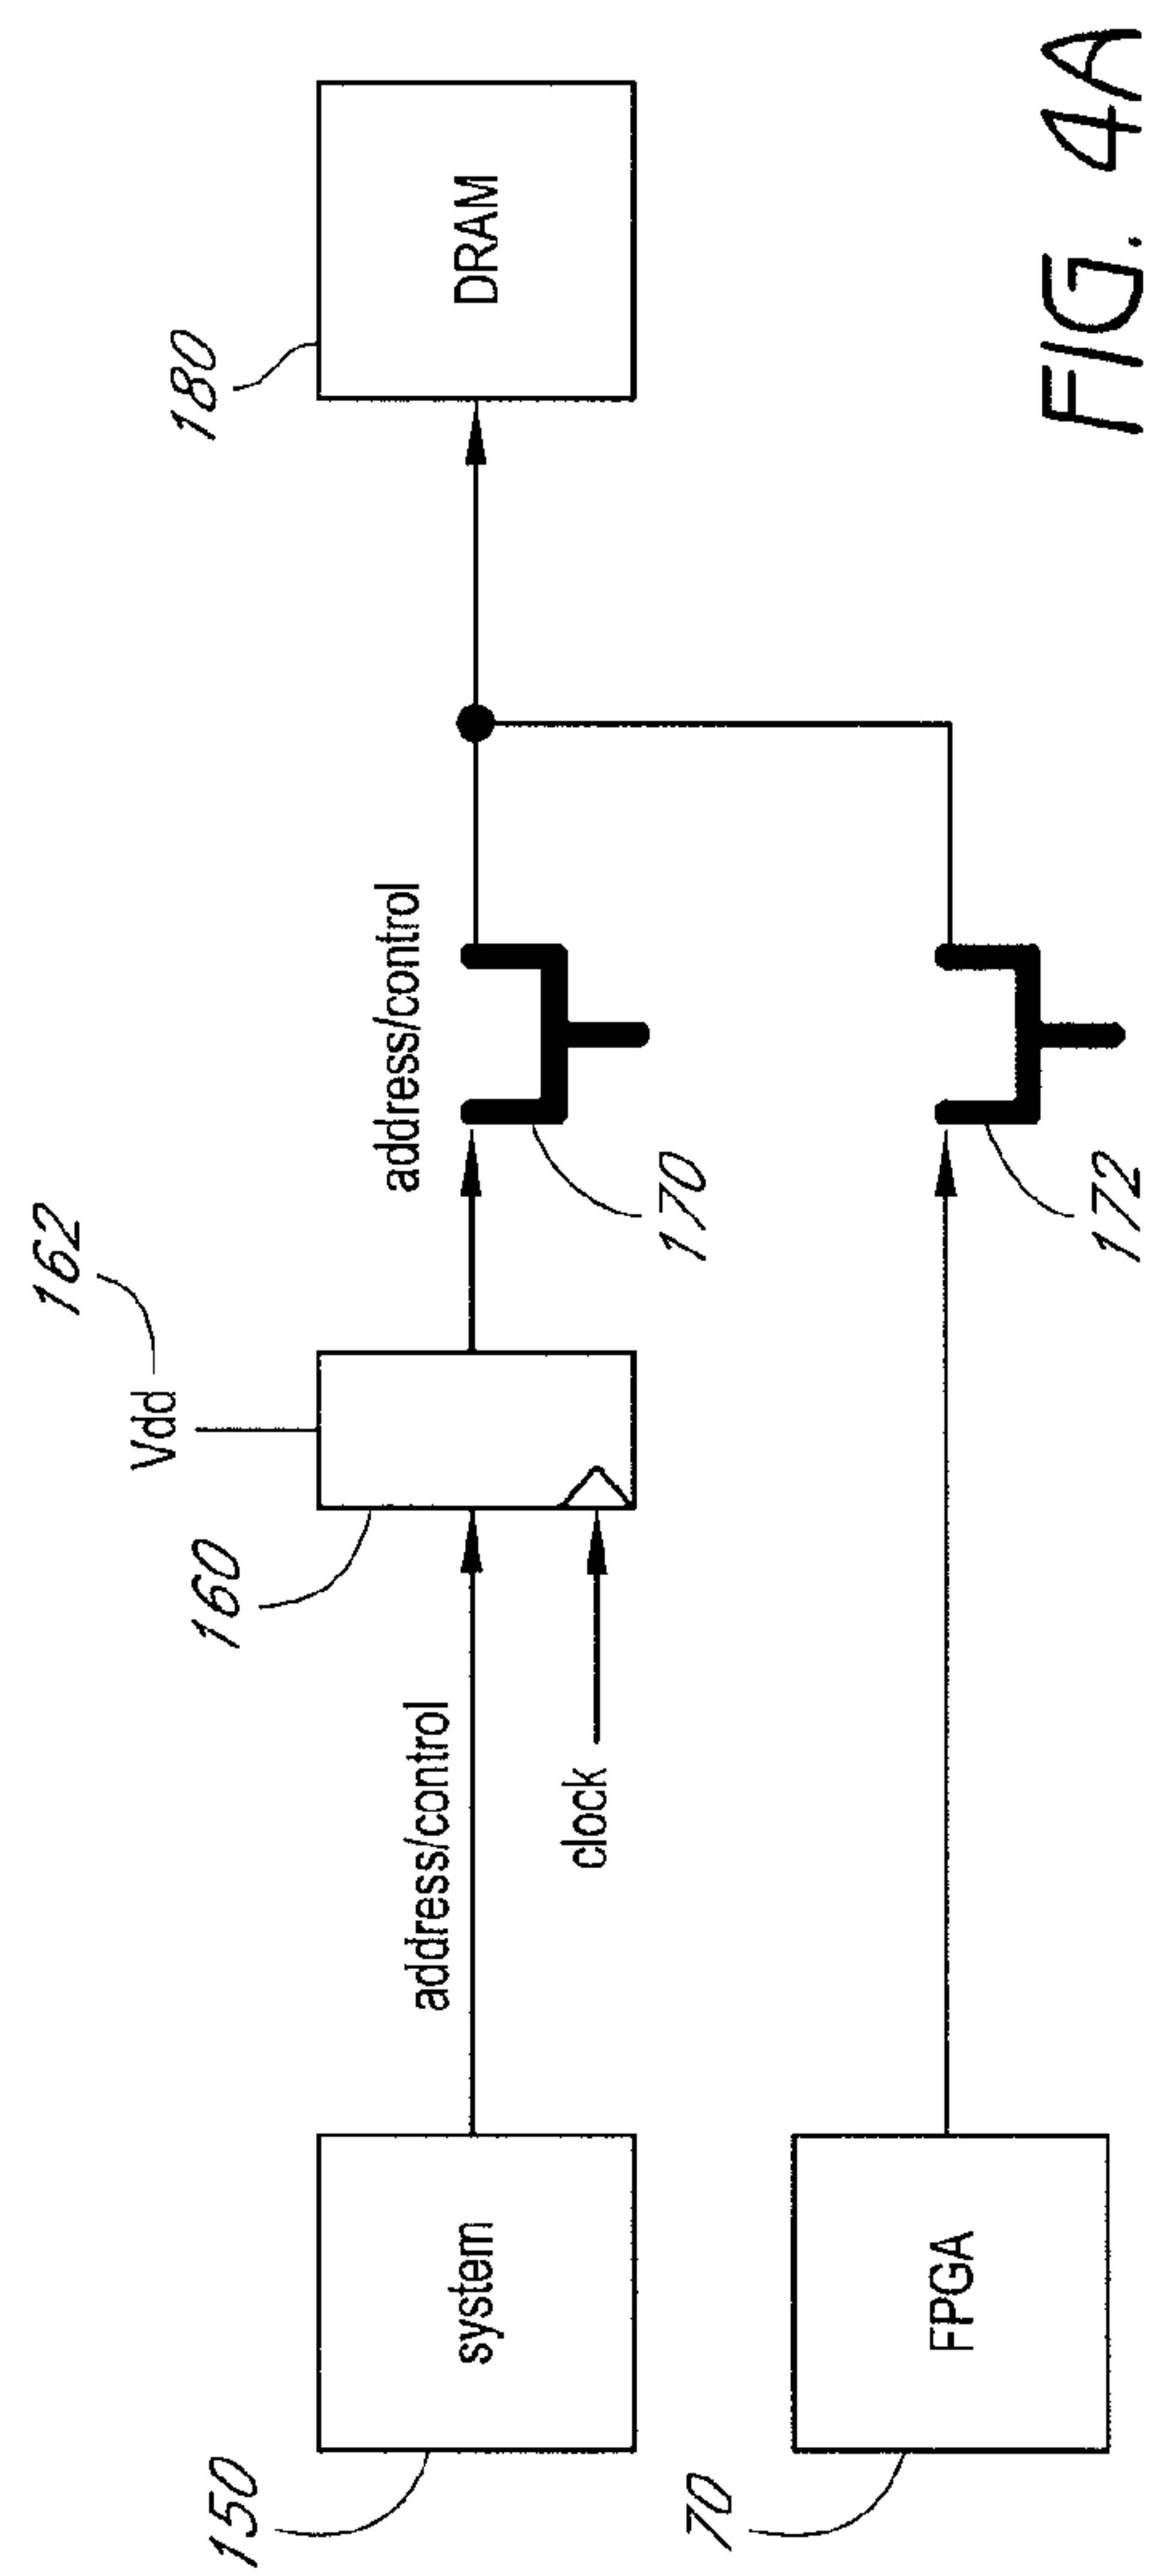 162
Vdd
180
160
address/control
address/control
150
system
DRAM
clock
170
70
FPGA
172
FIG. 4A